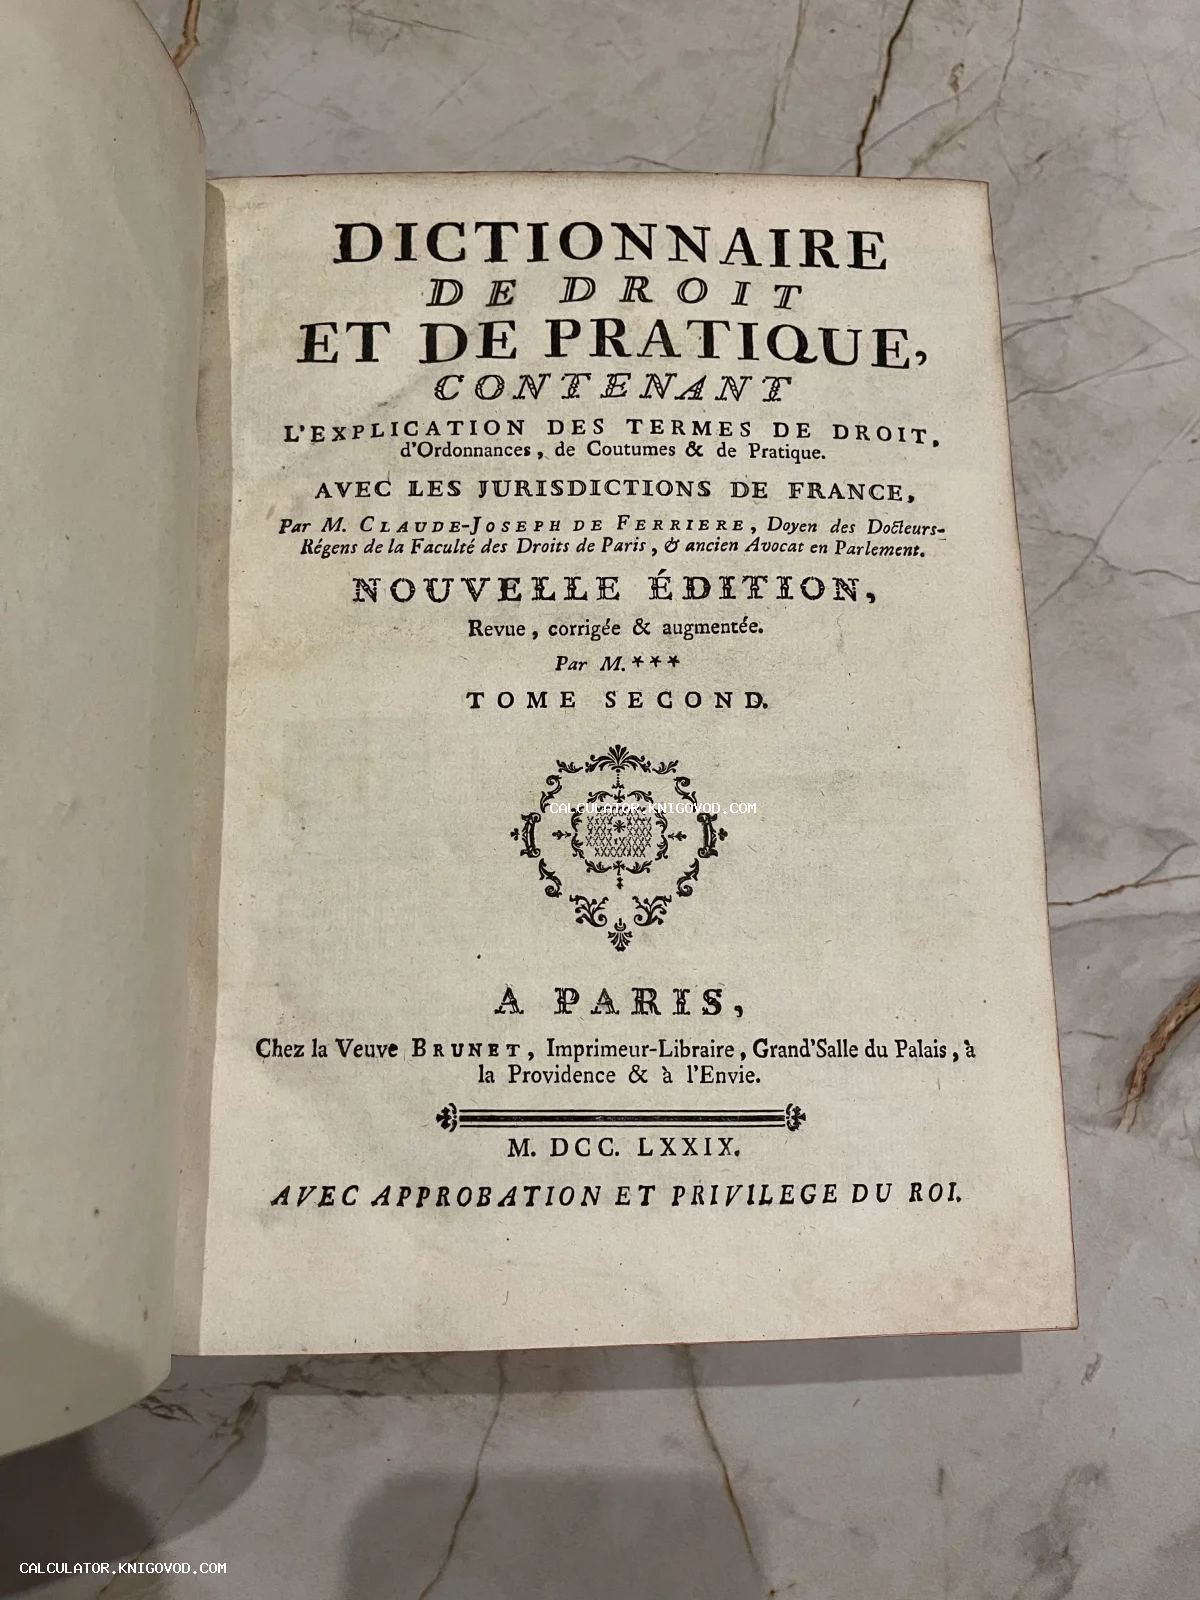 DICTIONNAIRE
DE DROIT
ET DE PRATIQUE,
CONTENANT
L'EXPLICATION DES TERMES DE DROIT,
d'Ordonnances, de Coutumes & de Pratique.
AVEC LES JURISDICTIONS DE FRANCE,
Par M. CLAUDE-JOSEPH DE FERRIERE, Doyen des Docteurs-
Régens de la Faculté des Droits de Paris, & ancien Avocat en Parlement.
NOUVELLE ÉDITION,
Revue, corrigée & augmentée.
Par M.***
TOME SECOND.
CALCULATOR.KNIGOVOD.COM
A PARIS,
Chez la Veuve BRUNET, Imprimeur-Libraire, Grand'Salle du Palais, à
la Providence & à l'Envie.
M. DCC. LXXIX.
AVEC APPROBATION ET PRIVILEGE DU ROI.
CALCULATOR.KNIGOVOD.COM